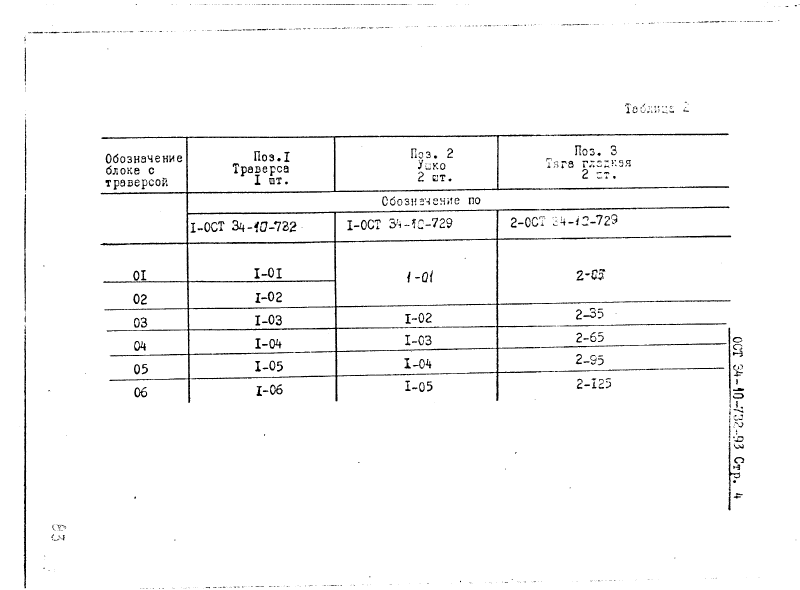 Таблица 2
Обозначение блока с траверсой | Поз.I Траверса I шт. | Поз. 2 Ушко 2 шт. | Поз. 3 Тяга гладкая 2 шт.
Обозначение по
I-ОСТ 34-10-732 | I-ОСТ 34-10-729 | 2-ОСТ 34-10-729
0I | I-0I | 1-01 | 2-05
02 | I-02
03 | I-03 | I-02 | 2-35
04 | I-04 | I-03 | 2-65
05 | I-05 | I-04 | 2-95
06 | I-06 | I-05 | 2-I25
ОСТ 34-10-732-93 Стр. 4